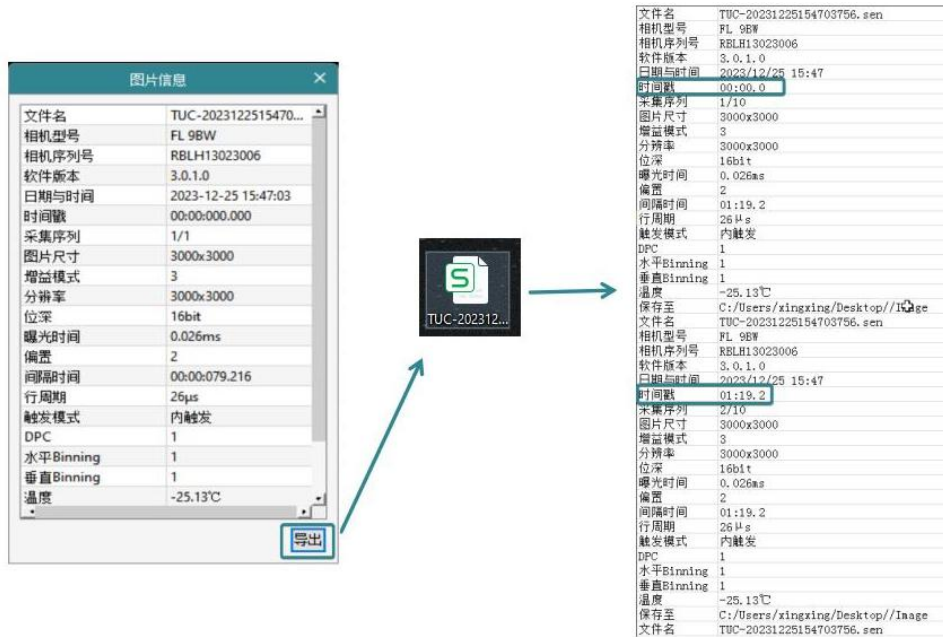 图片信息
文件名 TUC-2023122515470...
相机型号 FL 9BW
相机序列号 RBLH13023006
软件版本 3.0.1.0
日期与时间 2023-12-25 15:47:03
时间戳 00:00:000.000
采集序列 1/1
图片尺寸 3000x3000
增益模式 3
分辨率 3000x3000
位深 16bit
曝光时间 0.026ms
偏置 2
间隔时间 00:00:079.216
行周期 26μs
触发模式 内触发
DPC 1
水平Binning 1
垂直Binning 1
温度 -25.13℃
导出
TUC-202312...
文件名 TUC-20231225154703756.sen
相机型号 FL 9BW
相机序列号 RBLH13023006
软件版本 3.0.1.0
日期与时间 2023/12/25 15:47
时间戳 00:00.0
采集序列 1/10
图片尺寸 3000x3000
增益模式 3
分辨率 3000x3000
位深 16bit
曝光时间 0.026ms
偏置 2
间隔时间 01:19.2
行周期 26μs
触发模式 内触发
DPC 1
水平Binning 1
垂直Binning 1
温度 -25.13℃
保存至 C:/Users/xingxing/Desktop//Image
文件名 TUC-20231225154703756.sen
相机型号 FL 9BW
相机序列号 RBLH13023006
软件版本 3.0.1.0
日期与时间 2023/12/25 15:47
时间戳 01:19.2
采集序列 2/10
图片尺寸 3000x3000
增益模式 3
分辨率 3000x3000
位深 16bit
曝光时间 0.026ms
偏置 2
间隔时间 01:19.2
行周期 26μs
触发模式 内触发
DPC 1
水平Binning 1
垂直Binning 1
温度 -25.13℃
保存至 C:/Users/xingxing/Desktop//Image
文件名 TUC-20231225154703756.sen